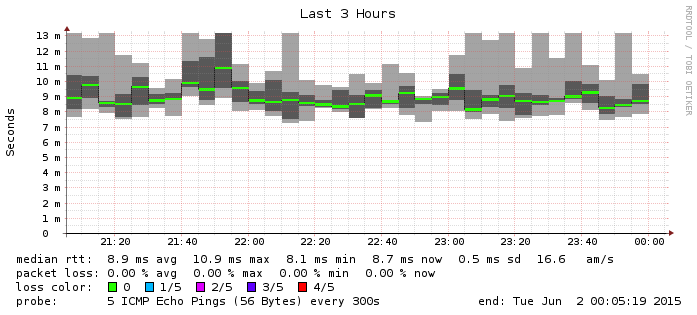 Last 3 Hours
RRDTOOL / TOBI OETIKER
Seconds
13 m
12 m
11 m
10 m
9 m
8 m
7 m
6 m
5 m
4 m
3 m
2 m
1 m
0
21:20 21:40 22:00 22:20 22:40 23:00 23:20 23:40 00:00
median rtt: 8.9 ms avg 10.9 ms max 8.1 ms min 8.7 ms now 0.5 ms sd 16.6 am/s
packet loss: 0.00 % avg 0.00 % max 0.00 % min 0.00 % now
loss color: 0 1/5 2/5 3/5 4/5
probe: 5 ICMP Echo Pings (56 Bytes) every 300s end: Tue Jun 2 00:05:19 2015